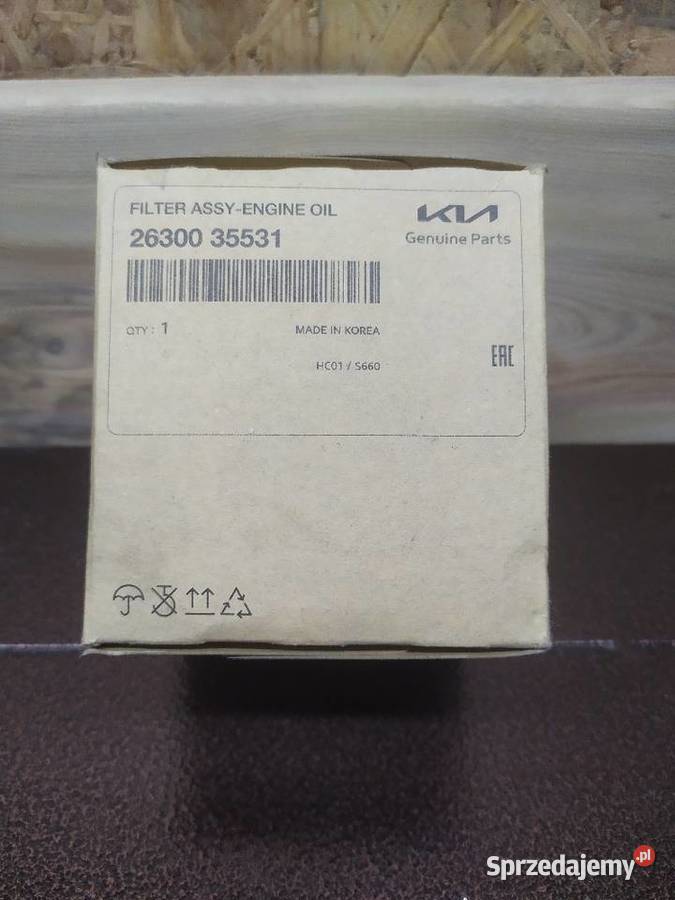 FILTER ASSY-ENGINE OIL
26300 35531
KIA
Genuine Parts
QTY : 1
MADE IN KOREA
HC01 / S660
EAC
Sprzedajemy.pl